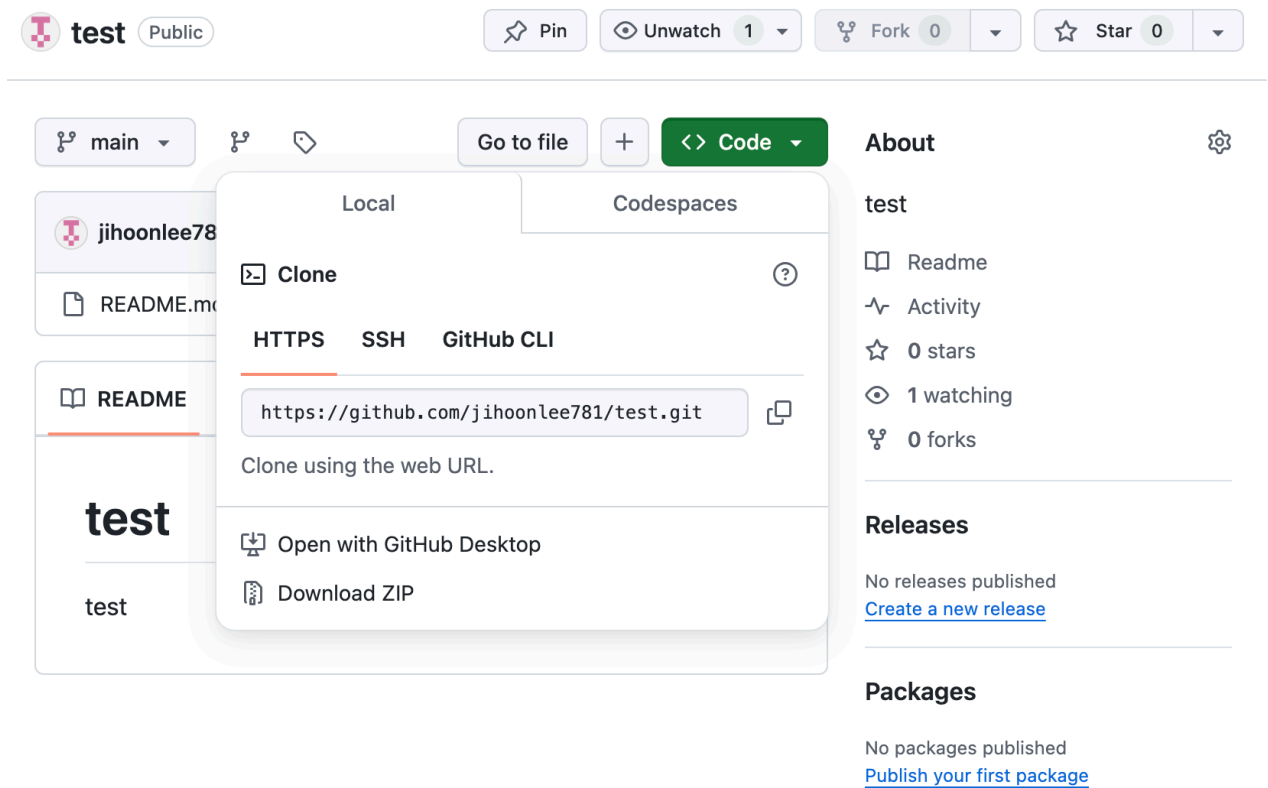 test Public Pin Unwatch 1 Fork 0 Star 0
main Go to file + Code
Local Codespaces
jihoonlee78
Clone
README.m
HTTPS SSH GitHub CLI
https://github.com/jihoonlee781/test.git
Clone using the web URL.
Open with GitHub Desktop
Download ZIP
README
test
test
About
test
Readme
Activity
0 stars
1 watching
0 forks
Releases
No releases published
Create a new release
Packages
No packages published
Publish your first package